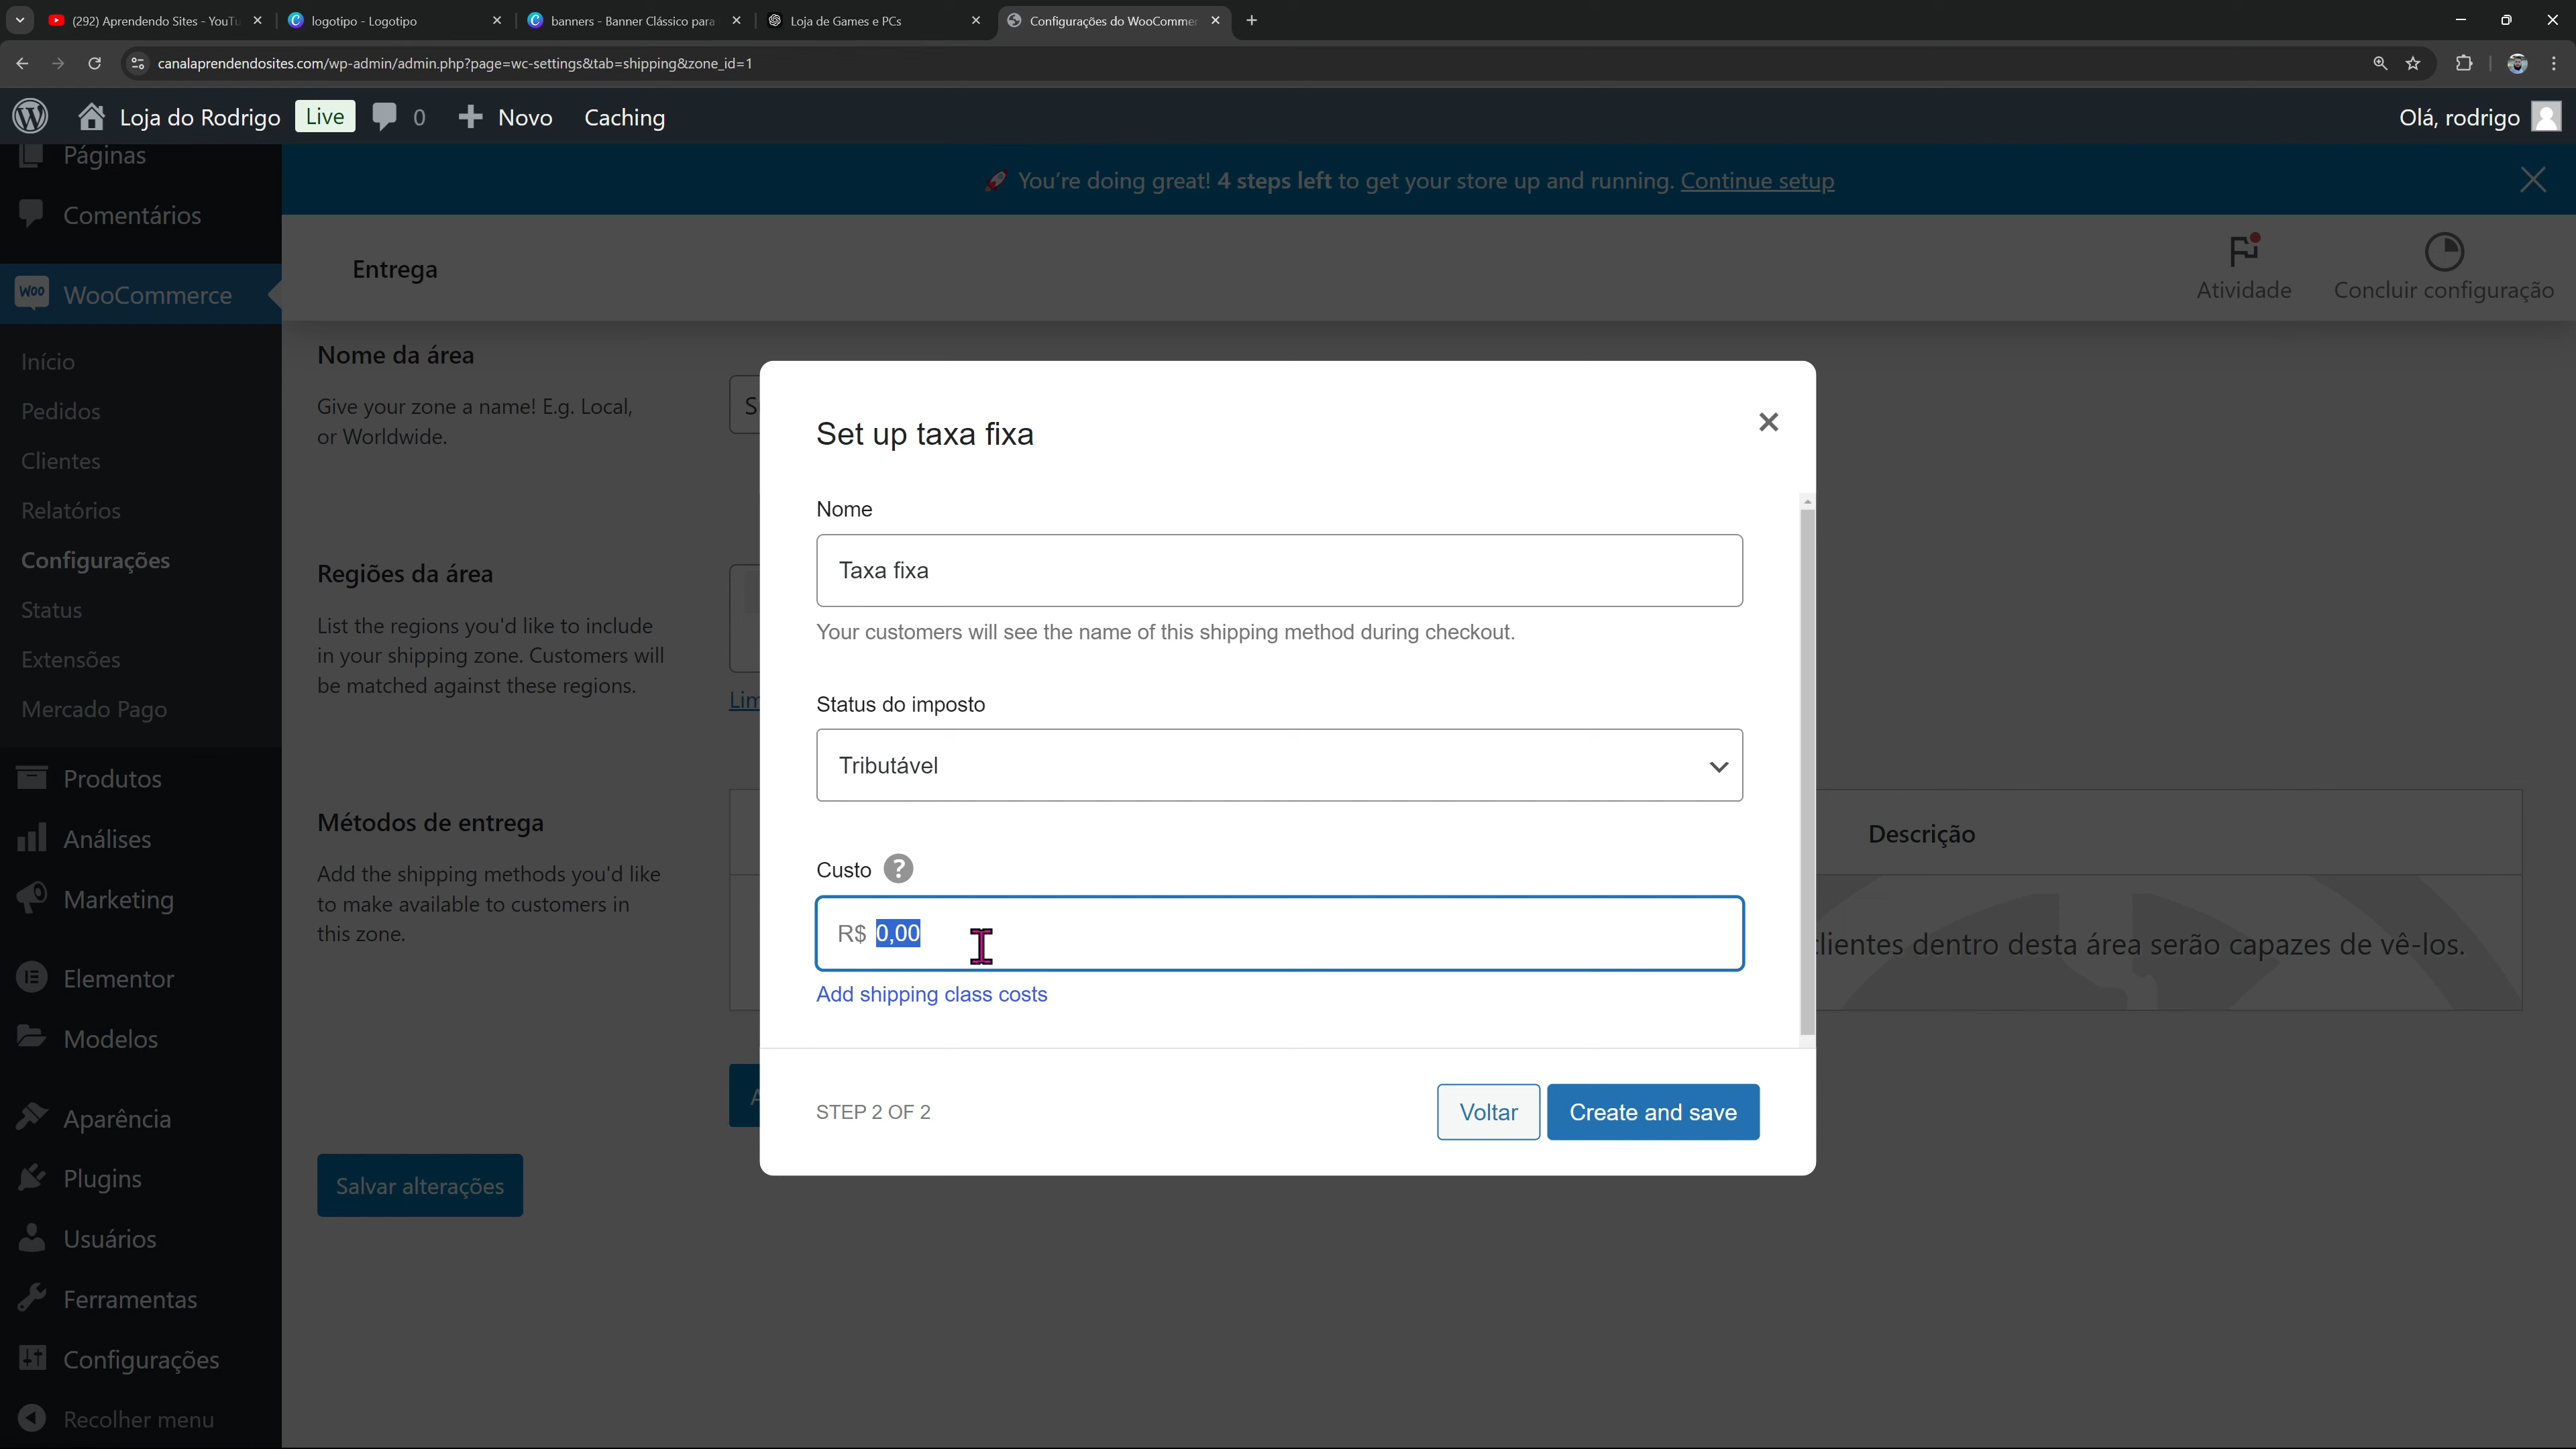 (292) Aprendendo Sites - YouTu
logotipo - Logotipo
banners - Banner Clássico para
Loja de Games e PCs
Configurações do WooCommer
canalaprendendosites.com/wp-admin/admin.php?page=wc-settings&tab=shipping&zone_id=1
Loja do Rodrigo
Live
0
Novo
Caching
Olá, rodrigo
Páginas
Comentários
WooCommerce
Início
Pedidos
Clientes
Relatórios
Configurações
Status
Extensões
Mercado Pago
Produtos
Análises
Marketing
Elementor
Modelos
Aparência
Plugins
Usuários
Ferramentas
Configurações
Recolher menu
You're doing great! 4 steps left to get your store up and running. Continue setup
Entrega
Atividade
Concluir configuração
Nome da área
Give your zone a name! E.g. Local,
or Worldwide.
Regiões da área
List the regions you'd like to include
in your shipping zone. Customers will
be matched against these regions.
Métodos de entrega
Add the shipping methods you'd like
to make available to customers in
this zone.
Descrição
clientes dentro desta área serão capazes de vê-los.
Salvar alterações
Set up taxa fixa
Nome
Taxa fixa
Your customers will see the name of this shipping method during checkout.
Status do imposto
Tributável
Custo ?
R$ 0,00
Add shipping class costs
STEP 2 OF 2
Voltar
Create and save